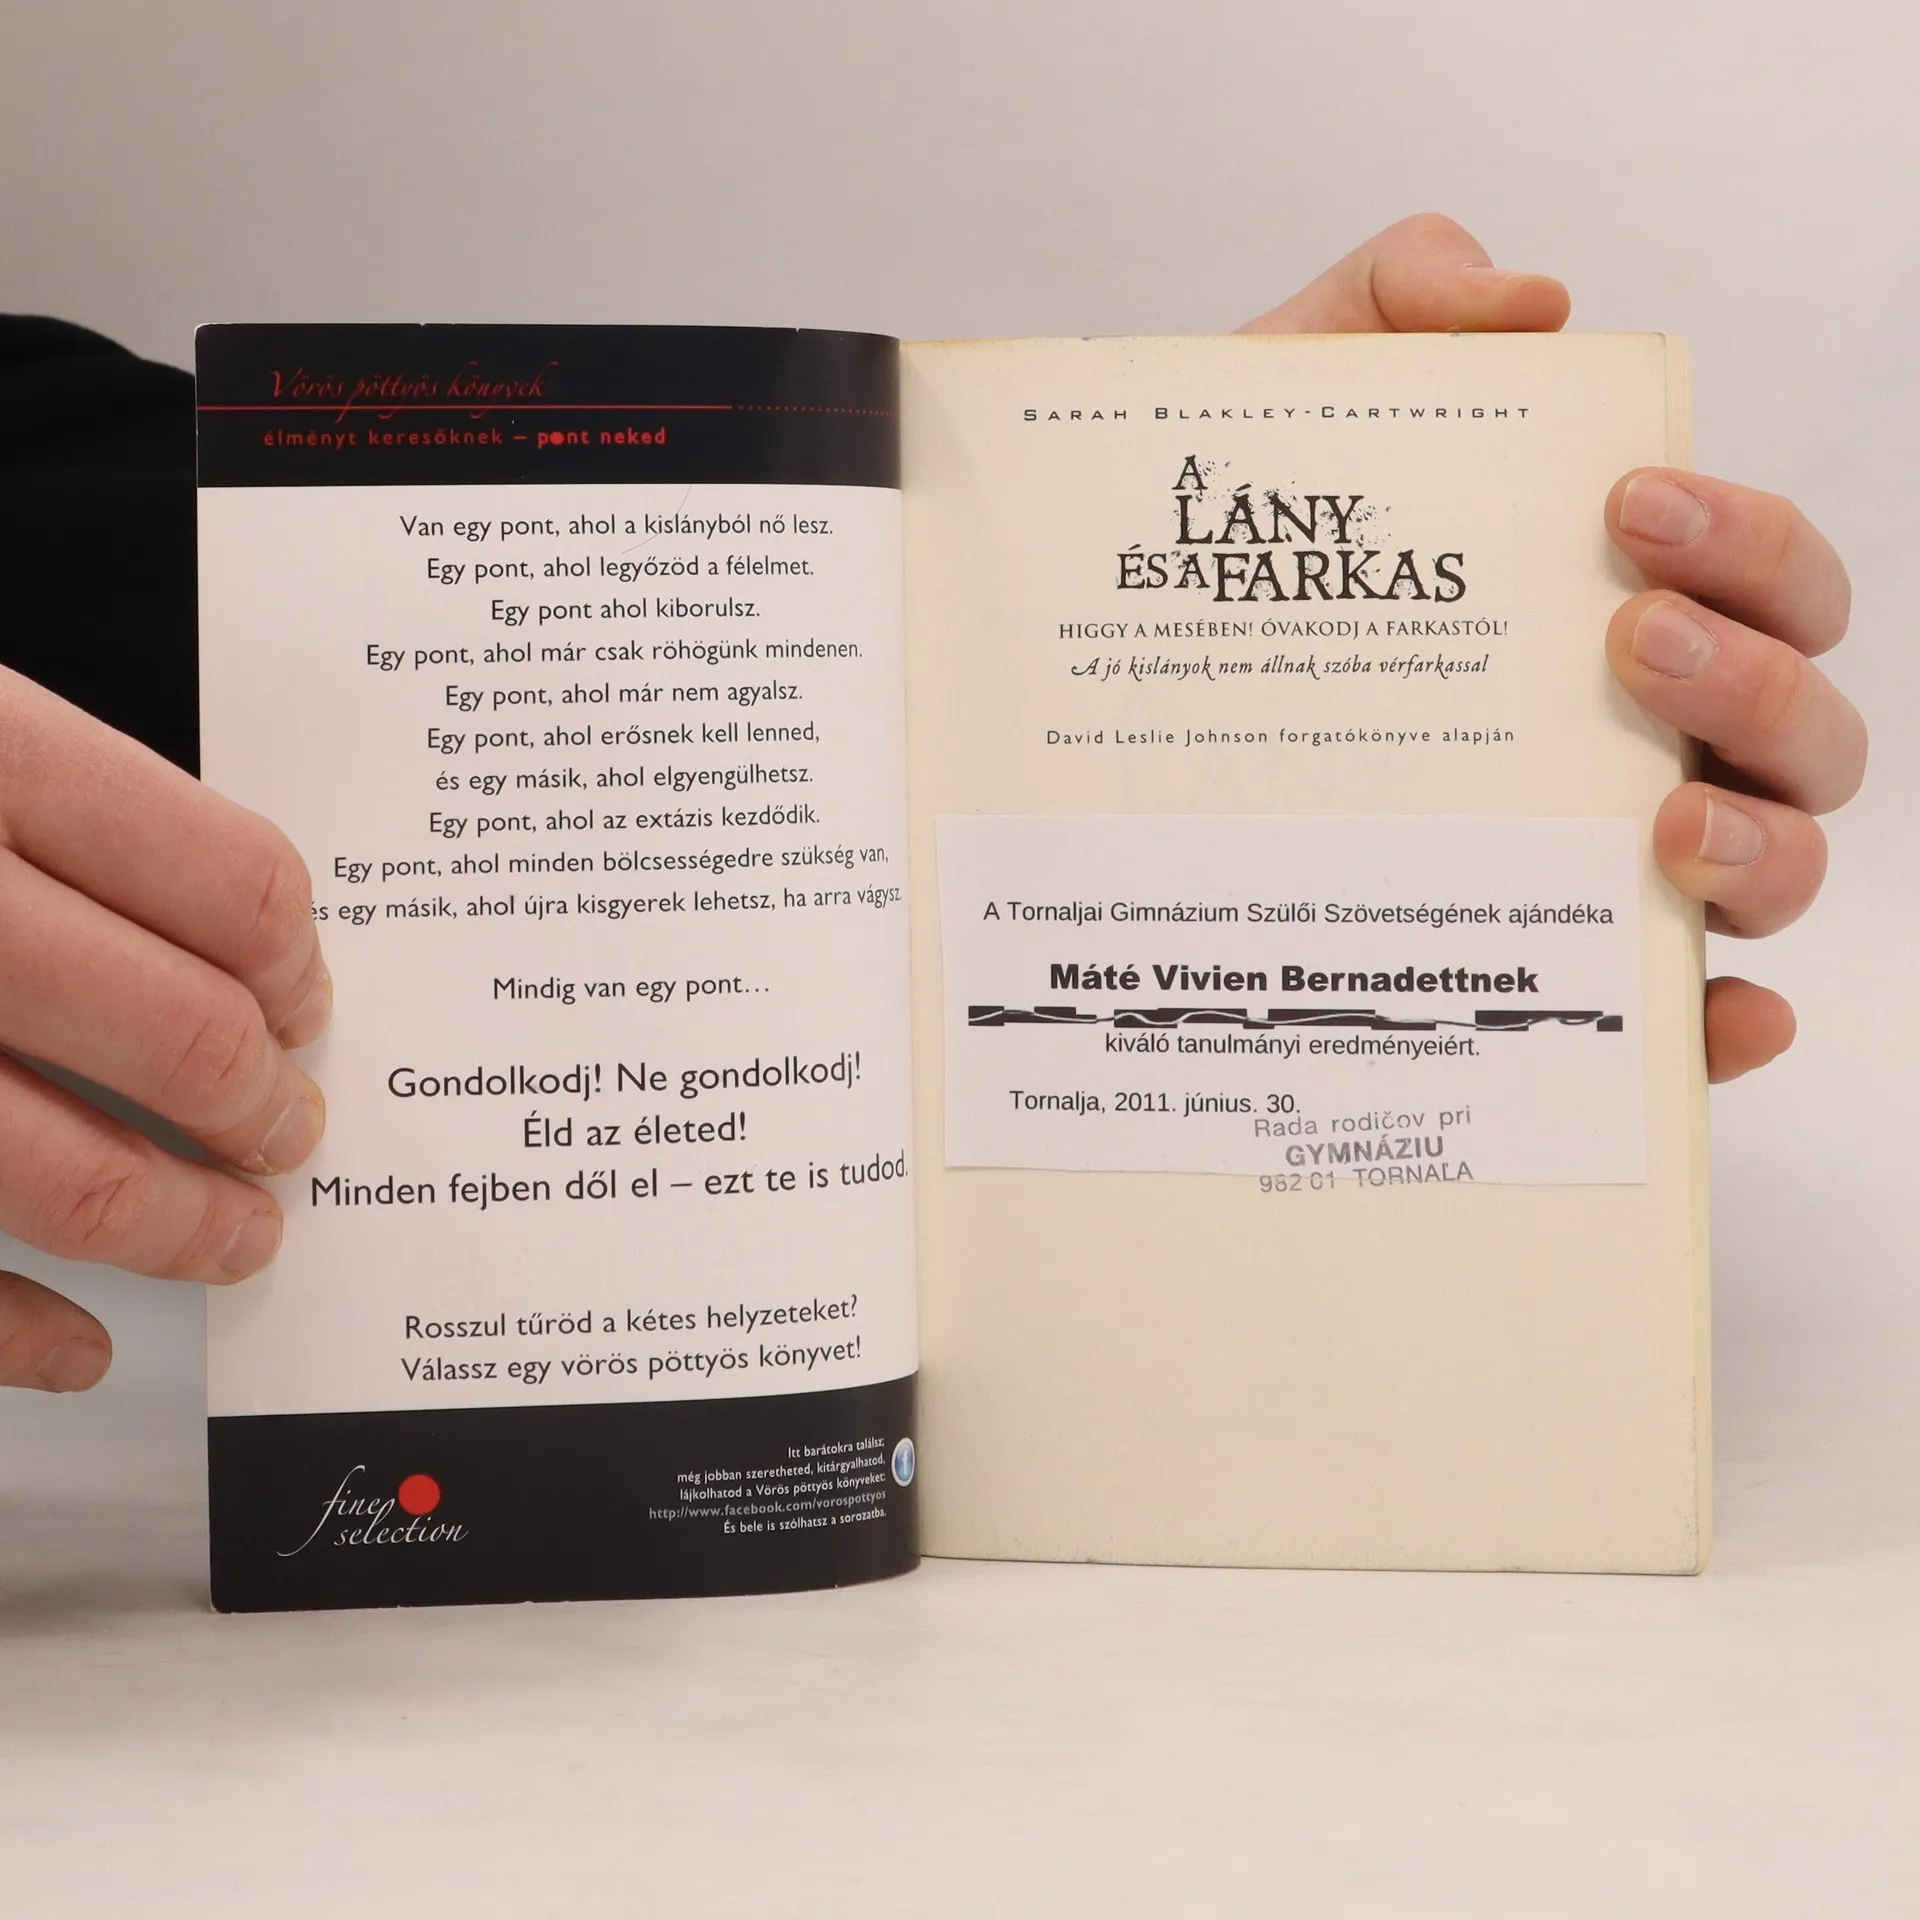 Vörös pöttyös könyvek
élményt keresőknek – pont neked
Van egy pont, ahol a kislányból nő lesz.
Egy pont, ahol legyőzöd a félelmet.
Egy pont ahol kiborulsz.
Egy pont, ahol már csak röhögünk mindenen.
Egy pont, ahol már nem agyalsz.
Egy pont, ahol erősnek kell lenned,
és egy másik, ahol elgyengülhetsz.
Egy pont, ahol az extázis kezdődik.
Egy pont, ahol minden bölcsességedre szükség van,
és egy másik, ahol újra kisgyerek lehetsz, ha arra vágysz.
Mindig van egy pont...
Gondolkodj! Ne gondolkodj!
Éld az életed!
Minden fejben dől el – ezt te is tudod.
Rosszul tűröd a kétes helyzeteket?
Válassz egy vörös pöttyös könyvet!
fine selection
Itt barátokra találsz;
még jobban szeretheted, kitárgyalhatod,
lájkolhatod a Vörös pöttyös könyveket:
http://www.facebook.com/vorospottyos
És bele is szólhatsz a sorozatba.
SARAH BLAKLEY-CARTWRIGHT
A
LÁNY
ÉS A FARKAS
HIGGY A MESÉBEN! ÓVAKODJ A FARKASTÓL!
A jó kislányok nem állnak szóba vérfarkassal
David Leslie Johnson forgatókönyve alapján
A Tornaljai Gimnázium Szülői Szövetségének ajándéka
Máté Vivien Bernadettnek
kiváló tanulmányi eredményeiért.
Tornalja, 2011. június. 30.
Rada rodičov pri
GYMNÁZIU
982 01 TORNAĽA